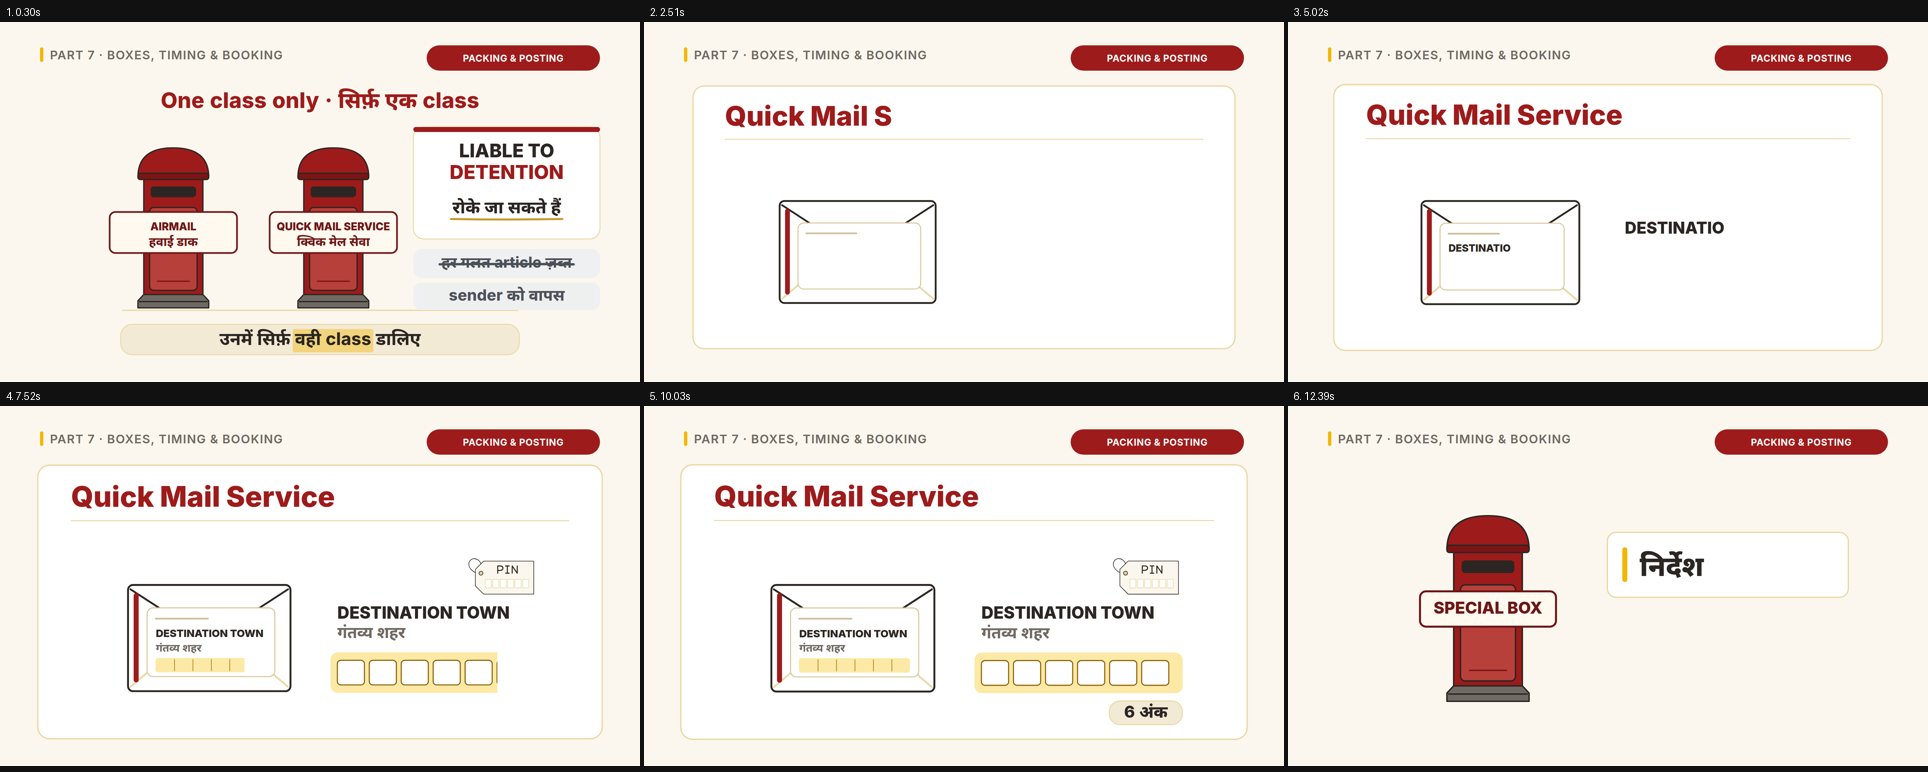 1. 0.30s
PART 7 · BOXES, TIMING & BOOKING
PACKING & POSTING
One class only · सिर्फ़ एक class
AIRMAIL
हवाई डाक
QUICK MAIL SERVICE
क्विक मेल सेवा
LIABLE TO
DETENTION
रोके जा सकते हैं
हर गलत article ज़ब्त
sender को वापस
उनमें सिर्फ़ वही class डालिए
2. 2.51s
PART 7 · BOXES, TIMING & BOOKING
PACKING & POSTING
Quick Mail S
3. 5.02s
PART 7 · BOXES, TIMING & BOOKING
PACKING & POSTING
Quick Mail Service
DESTINATIO
DESTINATIO
4. 7.52s
PART 7 · BOXES, TIMING & BOOKING
PACKING & POSTING
Quick Mail Service
PIN
DESTINATION TOWN
गंतव्य शहर
DESTINATION TOWN
गंतव्य शहर
5. 10.03s
PART 7 · BOXES, TIMING & BOOKING
PACKING & POSTING
Quick Mail Service
PIN
DESTINATION TOWN
गंतव्य शहर
DESTINATION TOWN
गंतव्य शहर
6 अंक
6. 12.39s
PART 7 · BOXES, TIMING & BOOKING
PACKING & POSTING
SPECIAL BOX
निर्देश